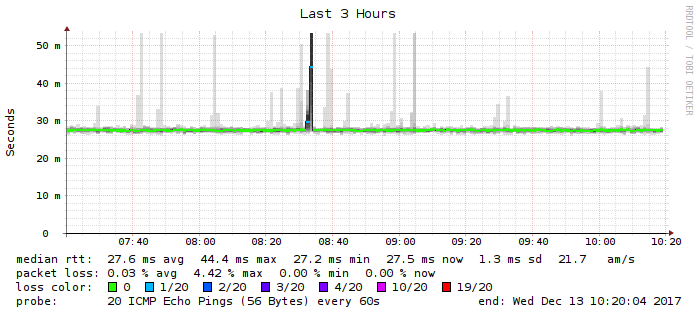 Last 3 Hours
RRDTOOL / TOBI OETIKER
Seconds
50 m
40 m
30 m
20 m
10 m
0
07:40 08:00 08:20 08:40 09:00 09:20 09:40 10:00 10:20
median rtt: 27.6 ms avg 44.4 ms max 27.2 ms min 27.5 ms now 1.3 ms sd 21.7 am/s
packet loss: 0.03 % avg 4.42 % max 0.00 % min 0.00 % now
loss color: 0 1/20 2/20 3/20 4/20 10/20 19/20
probe: 20 ICMP Echo Pings (56 Bytes) every 60s end: Wed Dec 13 10:20:04 2017